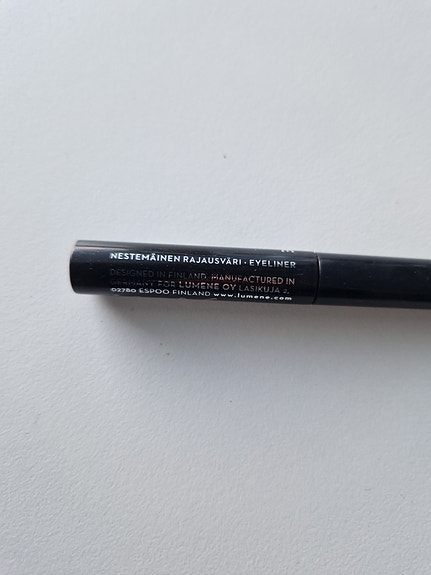 NESTEMÄINEN RAJAUSVÄRI · EYELINER
DESIGNED IN FINLAND. MANUFACTURED IN
GERMANY FOR LUMENE OY LASIKUJA 2,
02780 ESPOO FINLAND www.lumene.com